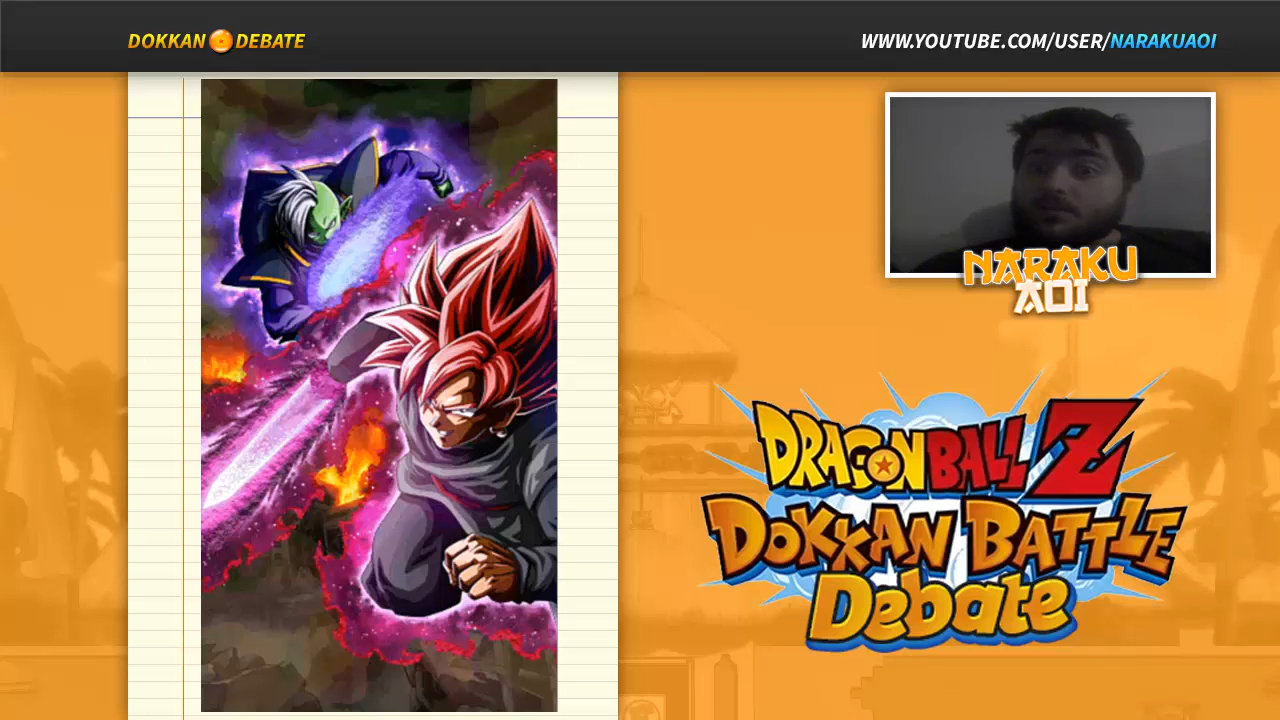 DOKKAN DEBATE
WWW.YOUTUBE.COM/USER/NARAKUAOI
NARAKU
AOI
DRAGON BALL Z
DOKKAN BATTLE
Debate